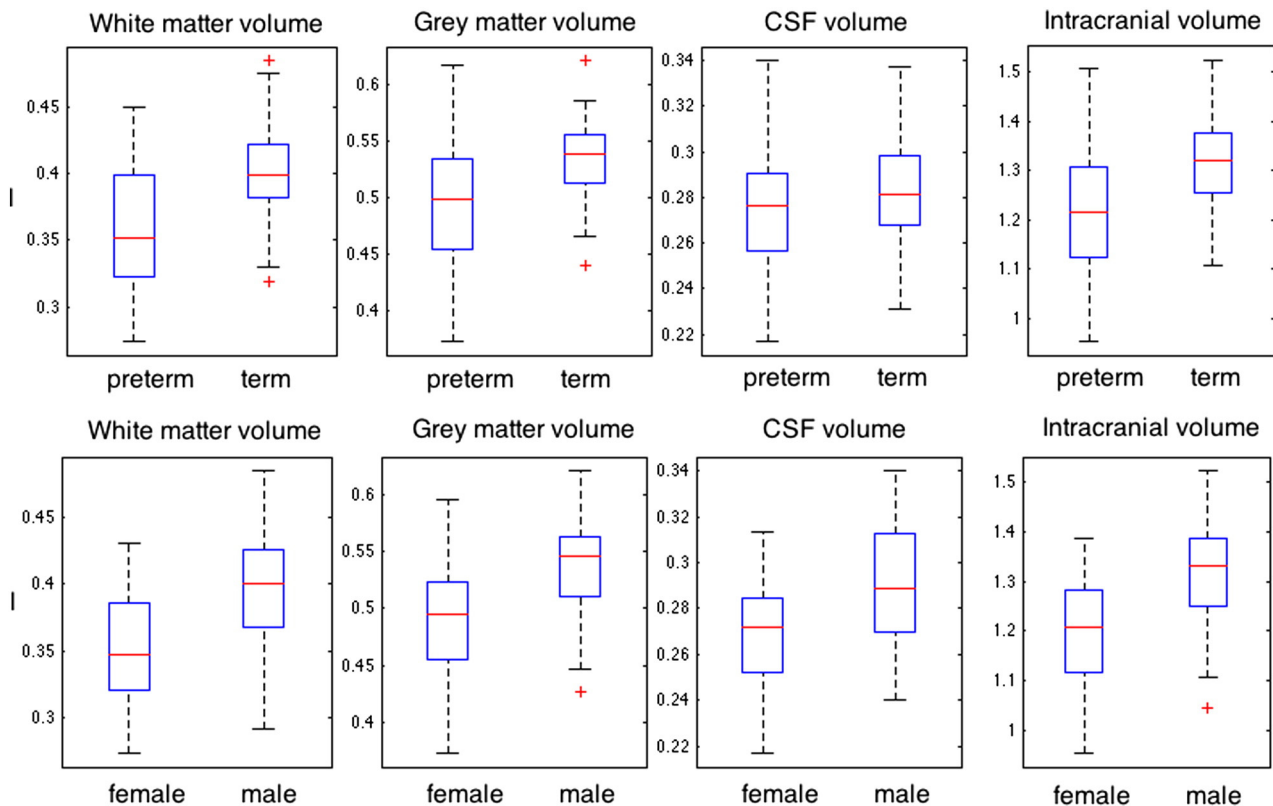 White matter volume
Grey matter volume
CSF volume
Intracranial volume
l
0.45
0.4
0.35
0.3
0.6
0.55
0.5
0.45
0.4
0.34
0.32
0.3
0.28
0.26
0.24
0.22
1.5
1.4
1.3
1.2
1.1
1
preterm term
preterm term
preterm term
preterm term
White matter volume
Grey matter volume
CSF volume
Intracranial volume
l
0.45
0.4
0.35
0.3
0.6
0.55
0.5
0.45
0.4
0.34
0.32
0.3
0.28
0.26
0.24
0.22
1.5
1.4
1.3
1.2
1.1
1
female male
female male
female male
female male